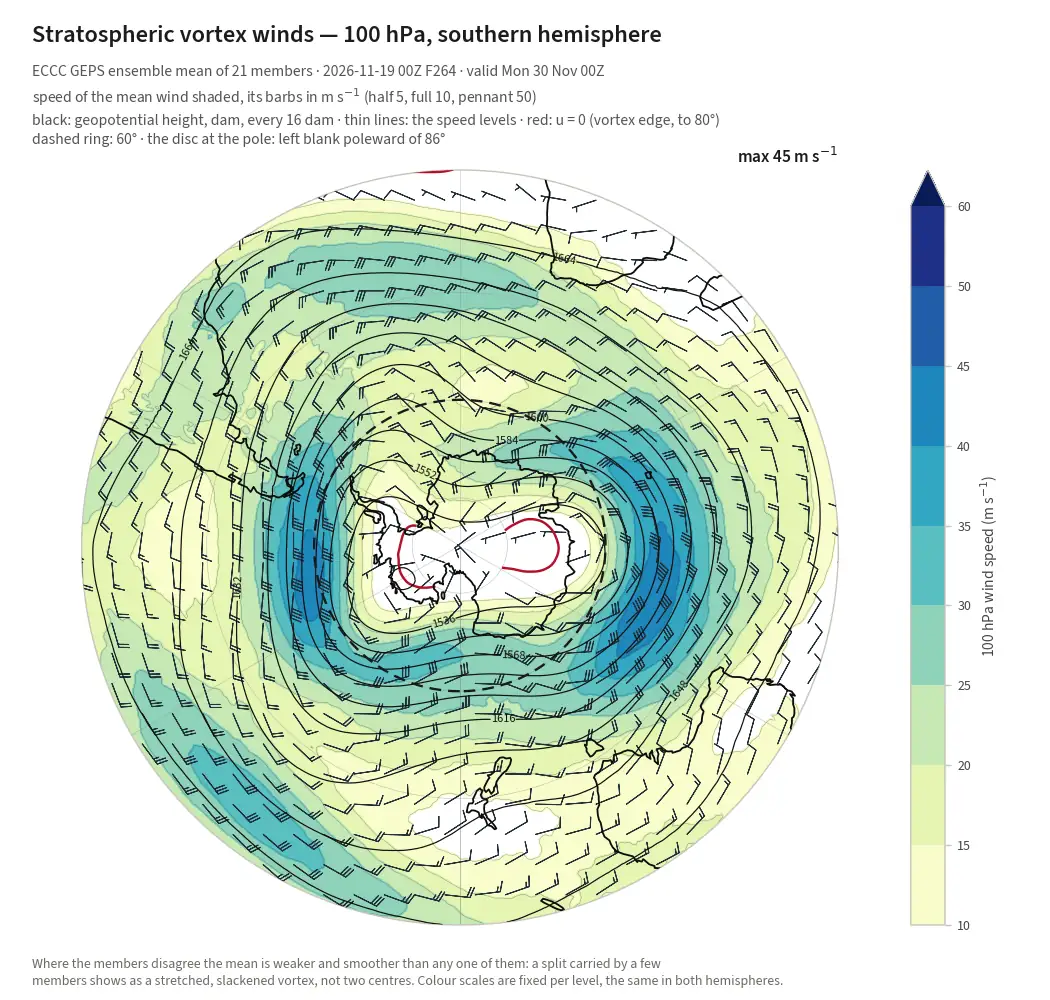 Stratospheric vortex winds — 100 hPa, southern hemisphere
ECCC GEPS ensemble mean of 21 members · 2026-11-19 00Z F264 · valid Mon 30 Nov 00Z
speed of the mean wind shaded, its barbs in m s⁻¹ (half 5, full 10, pennant 50)
black: geopotential height, dam, every 16 dam · thin lines: the speed levels · red: u = 0 (vortex edge, to 80°)
dashed ring: 60° · the disc at the pole: left blank poleward of 86°
max 45 m s⁻¹
60
50
45
40
35
30
25
20
15
10
100 hPa wind speed (m s⁻¹)
1664
1600
1584
1552
1536
1568
1648
1616
Where the members disagree the mean is weaker and smoother than any one of them: a split carried by a few
members shows as a stretched, slackened vortex, not two centres. Colour scales are fixed per level, the same in both hemispheres.